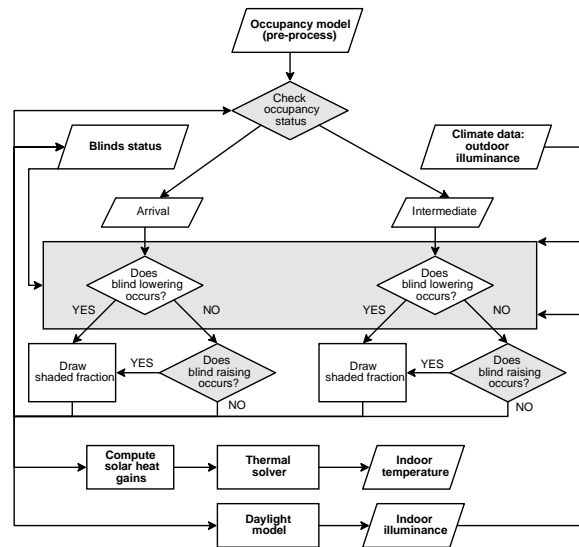 Occupancy model
(pre-process)
Check
occupancy
status
Blinds status
Climate data:
outdoor
illuminance
Arrival
Intermediate
Does
blind lowering
occurs?
Does
blind lowering
occurs?
YES
NO
YES
NO
Draw
shaded fraction
YES
Does
blind raising
occurs?
Draw
shaded fraction
YES
Does
blind raising
occurs?
NO
NO
Compute
solar heat
gains
Thermal
solver
Indoor
temperature
Daylight
model
Indoor
illuminance